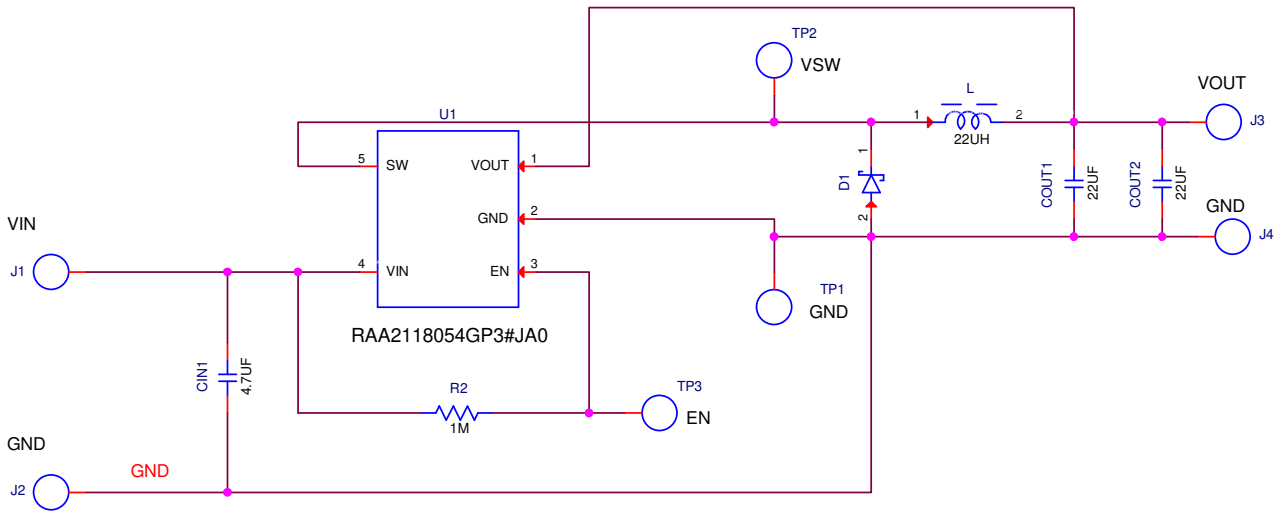 TP2
VSW
L
1
2
22UH
VOUT
J3
U1
5
SW
VOUT
1
GND
2
4
VIN
EN
3
RAA2118054GP3#JA0
1
D1
2
COUT1
22UF
COUT2
22UF
GND
J4
VIN
J1
TP1
GND
CIN1
4.7UF
R2
1M
TP3
EN
GND
J2
GND